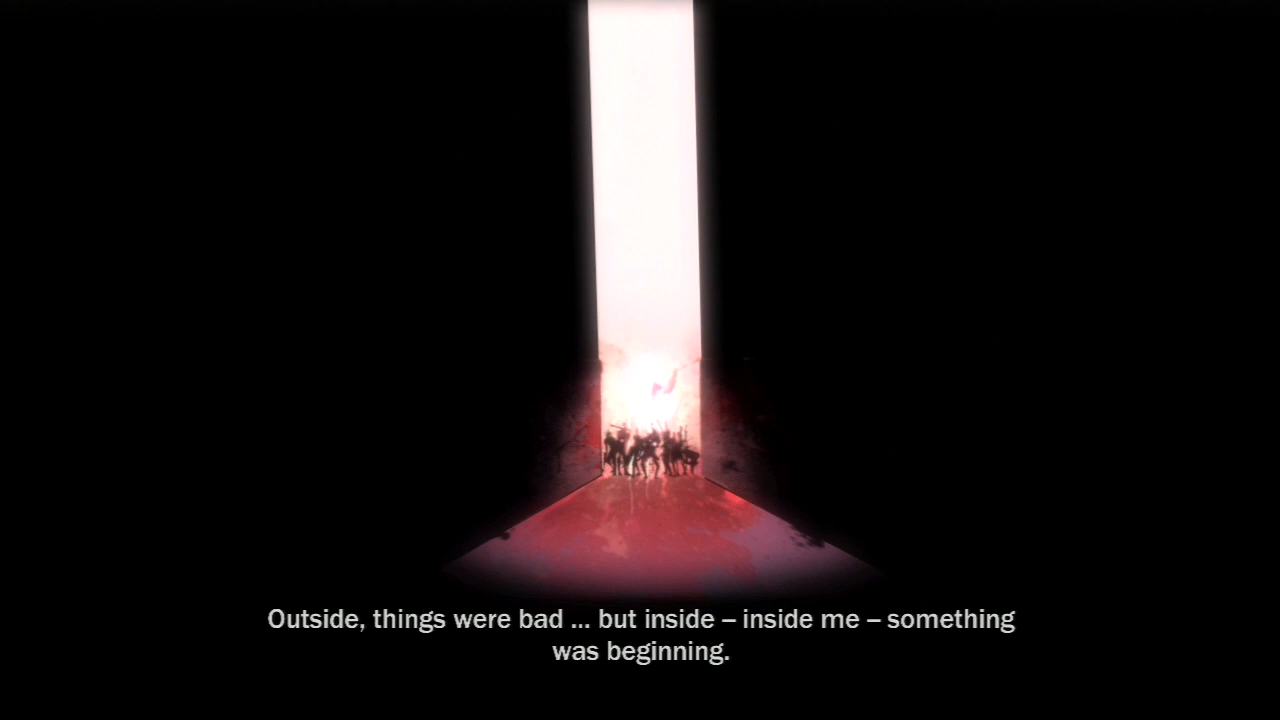 Outside, things were bad ... but inside – inside me – something
was beginning.